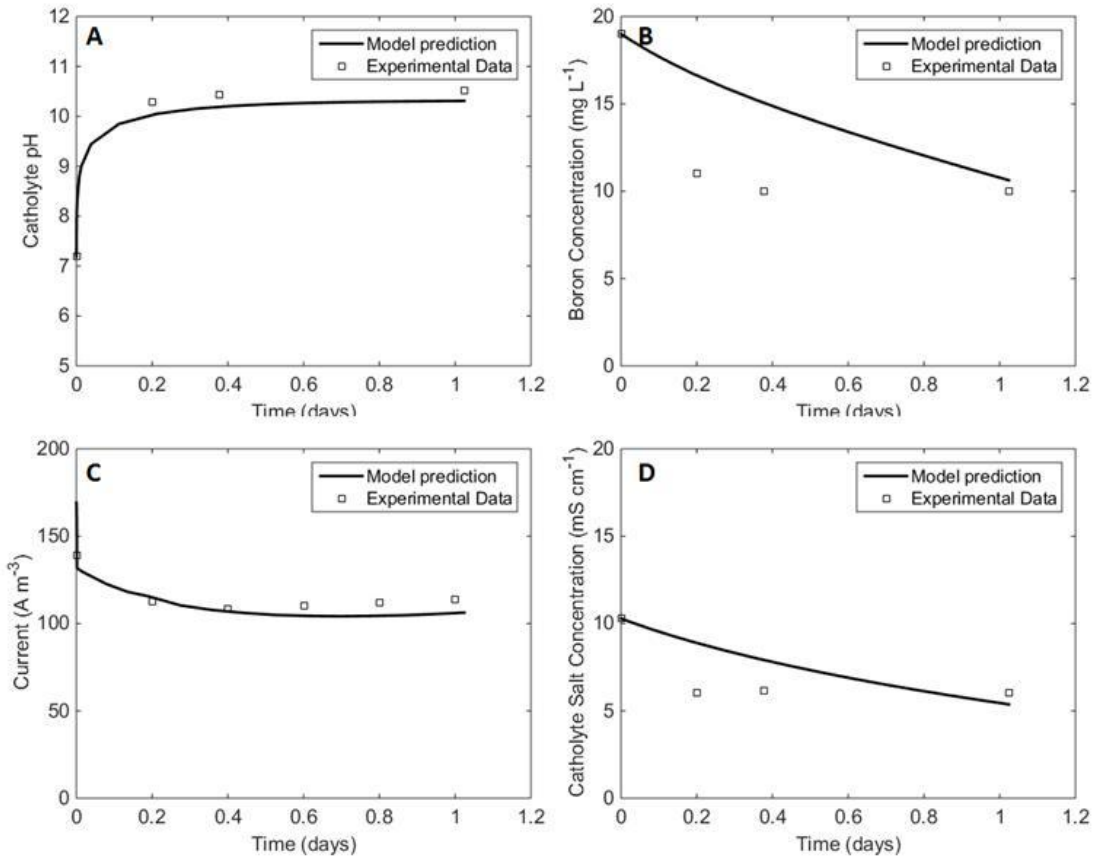 12
11
10
9
8
7
6
5
A
Model prediction
Experimental Data
Catholyte pH
0 0.2 0.4 0.6 0.8 1 1.2
Time (days)
20
15
10
5
0
B
Model prediction
Experimental Data
Boron Concentration (mg L⁻¹)
0 0.2 0.4 0.6 0.8 1 1.2
Time (days)
200
150
100
50
0
C
Model prediction
Experimental Data
Current (A m⁻³)
0 0.2 0.4 0.6 0.8 1 1.2
Time (days)
20
15
10
5
0
D
Model prediction
Experimental Data
Catholyte Salt Concentration (mS cm⁻¹)
0 0.2 0.4 0.6 0.8 1 1.2
Time (days)